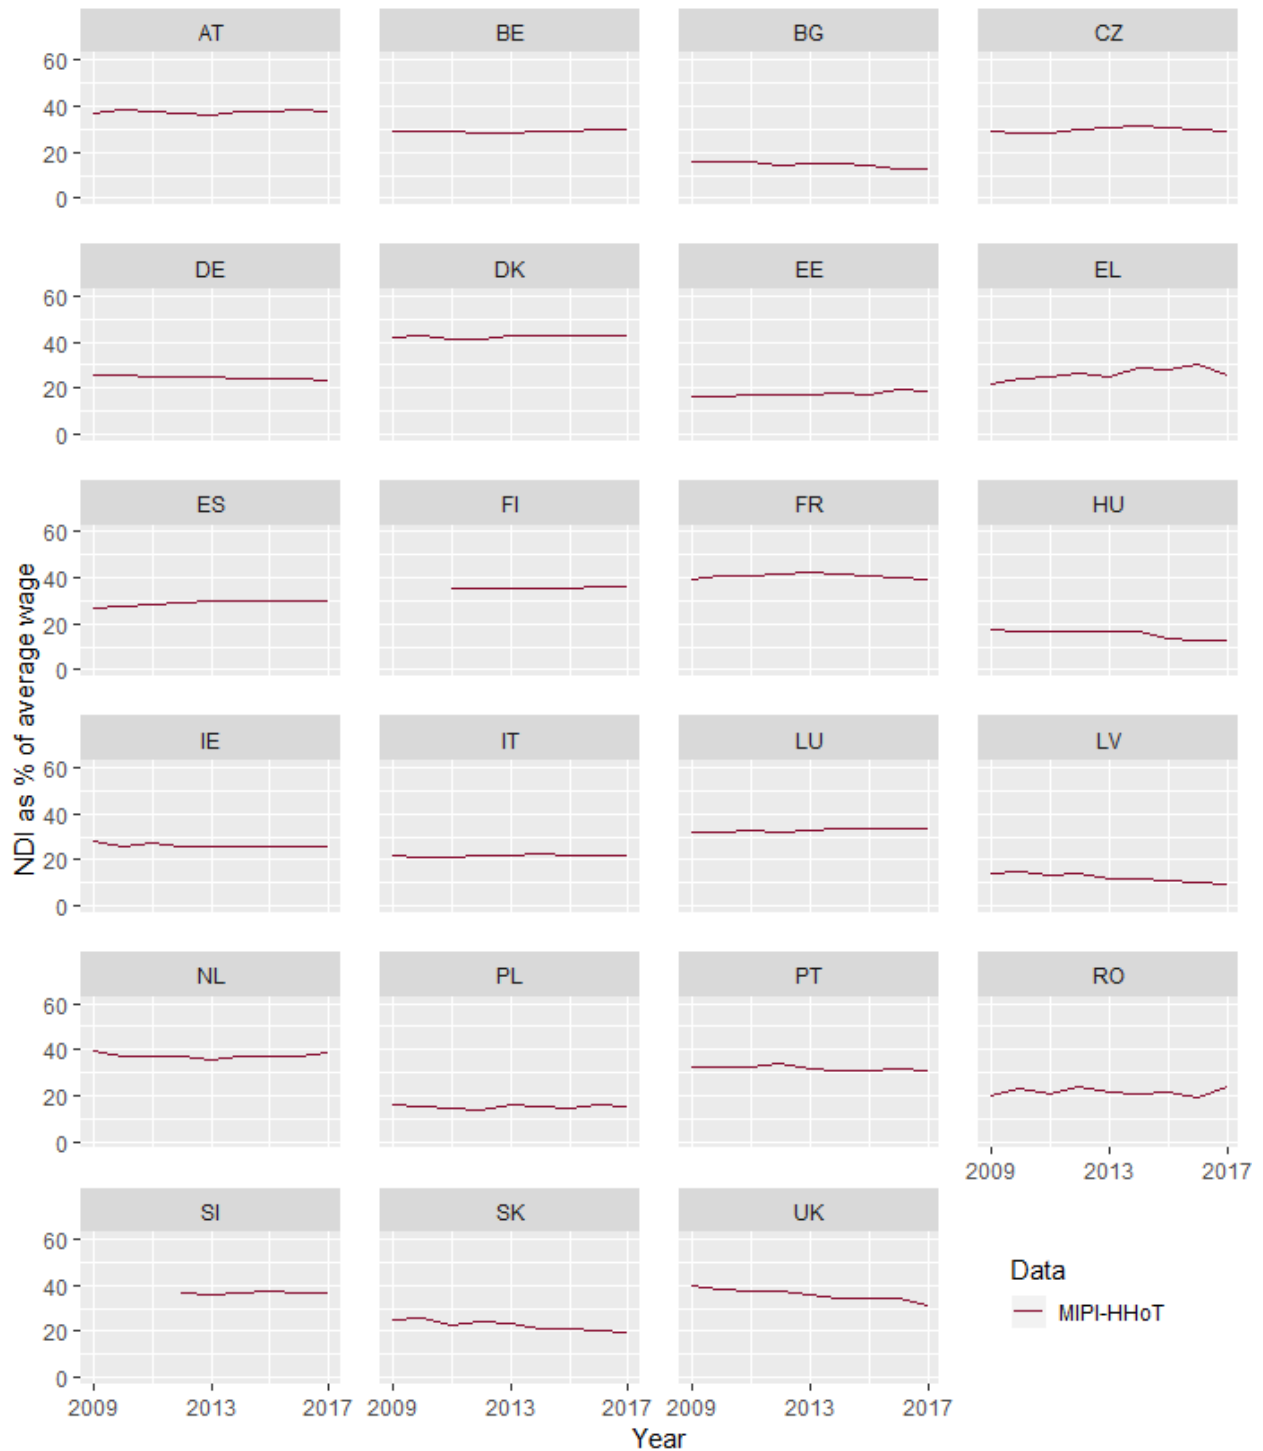 AT BE BG CZ
60
40
20
0
DE DK EE EL
60
40
20
0
ES FI FR HU
60
40
20
0
NDI as % of average wage
IE IT LU LV
60
40
20
0
NL PL PT RO
60
40
20
0
2009 2013 2017
SI SK UK
60
40
20
0
Data
MIPI-HHoT
2009 2013 2017 2009 2013 2017 2009 2013 2017
Year